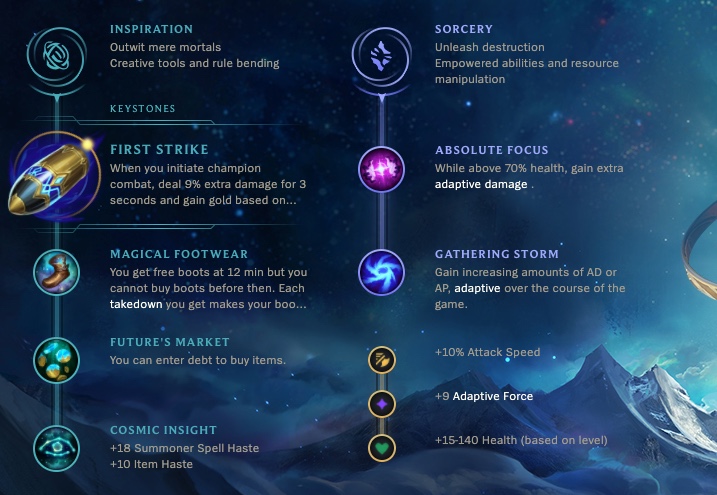 INSPIRATION
Outwit mere mortals
Creative tools and rule bending
KEYSTONES
FIRST STRIKE
When you initiate champion
combat, deal 9% extra damage for 3
seconds and gain gold based on...
MAGICAL FOOTWEAR
You get free boots at 12 min but you
cannot buy boots before then. Each
takedown you get makes your boo...
FUTURE'S MARKET
You can enter debt to buy items.
COSMIC INSIGHT
+18 Summoner Spell Haste
+10 Item Haste
SORCERY
Unleash destruction
Empowered abilities and resource
manipulation
ABSOLUTE FOCUS
While above 70% health, gain extra
adaptive damage .
GATHERING STORM
Gain increasing amounts of AD or
AP, adaptive over the course of the
game.
+10% Attack Speed
+9 Adaptive Force
+15-140 Health (based on level)